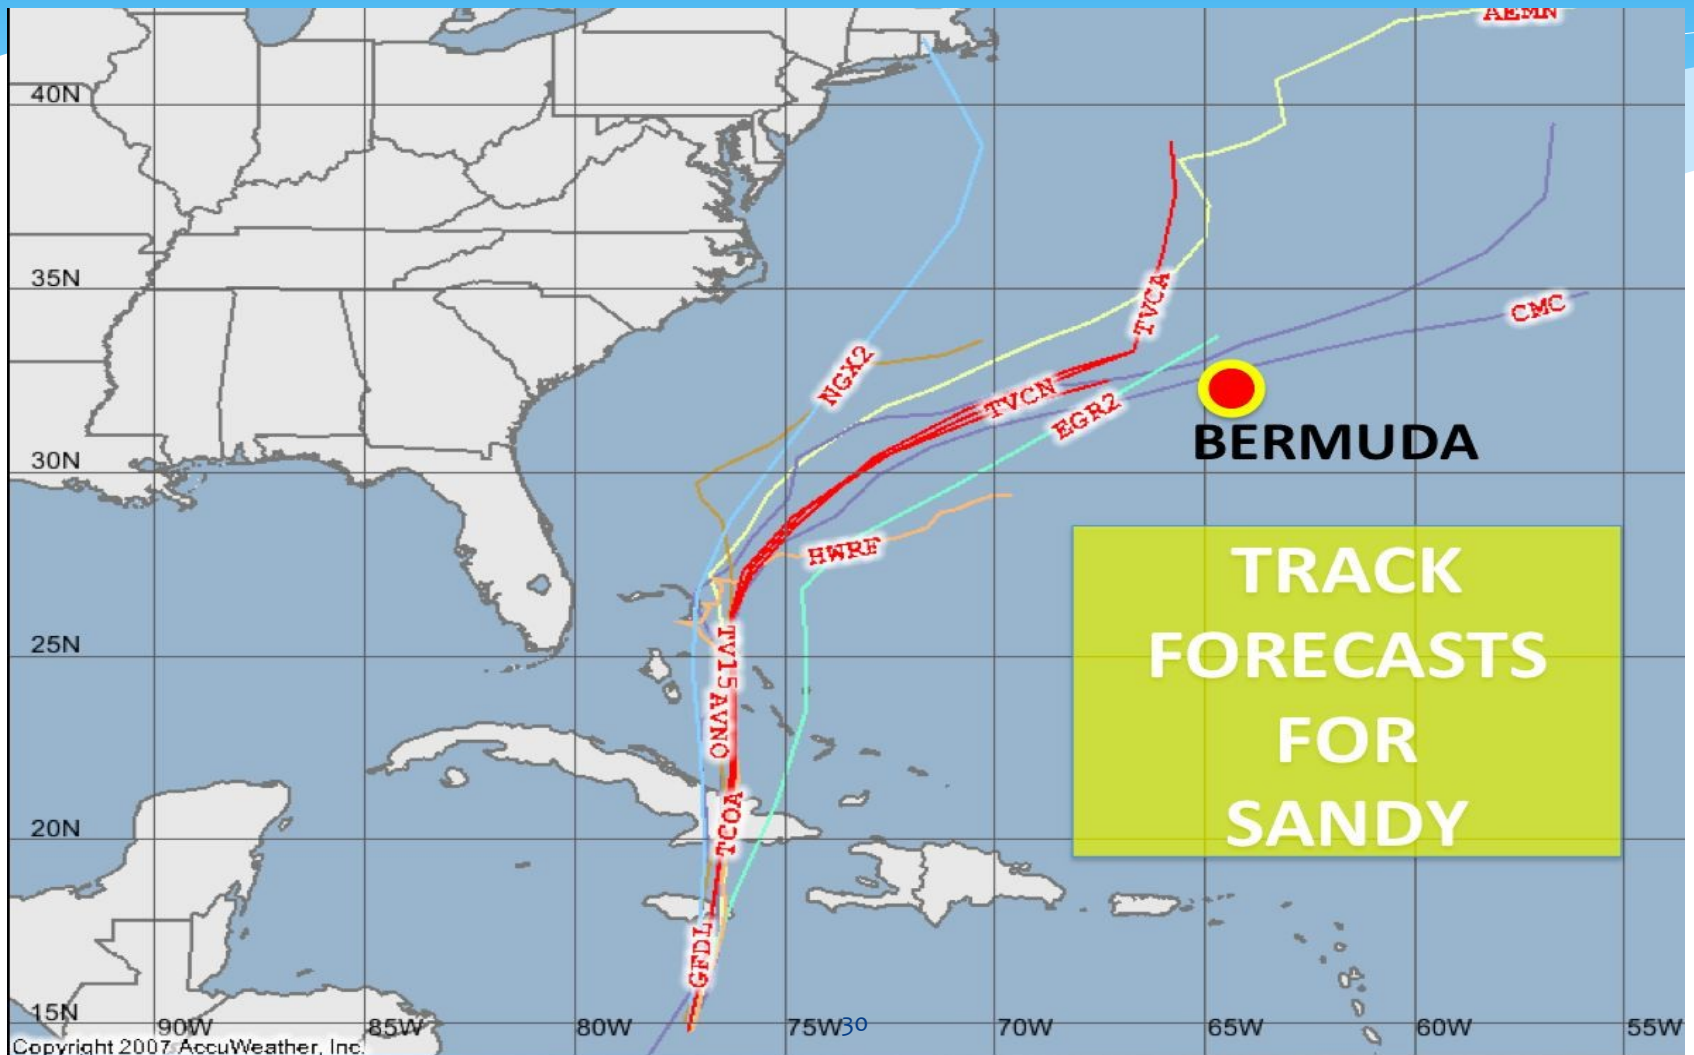 AEMN
40N
35N
TVCA
CMC
NGX2
TVCN
EGR2
BERMUDA
30N
HWRF
TRACK
FORECASTS
FOR
SANDY
25N
TV15
AVNO
TCOA
20N
GFDL
15N
90W
85W
80W
75W
30
70W
65W
60W
55W
Copyright 2007 AccuWeather, Inc.